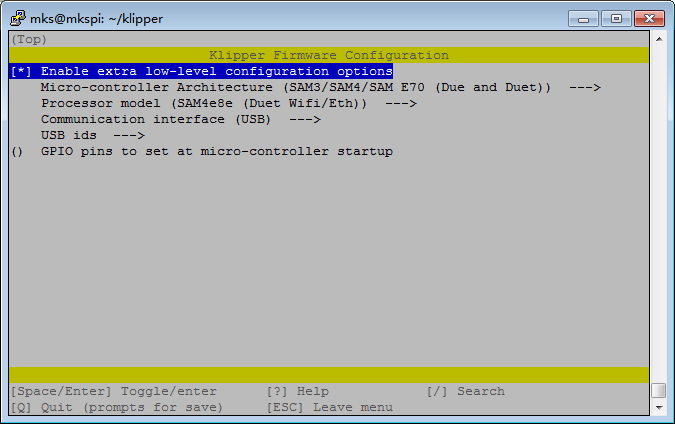 mks@mkspi: ~/klipper
(Top)
Klipper Firmware Configuration
[*] Enable extra low-level configuration options
Micro-controller Architecture (SAM3/SAM4/SAM E70 (Due and Duet)) --->
Processor model (SAM4e8e (Duet Wifi/Eth)) --->
Communication interface (USB) --->
USB ids --->
() GPIO pins to set at micro-controller startup
[Space/Enter] Toggle/enter [?] Help [/] Search
[Q] Quit (prompts for save) [ESC] Leave menu